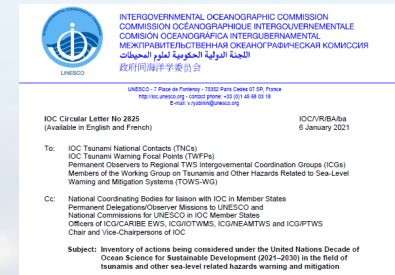 INTERGOVERNMENTAL OCEANOGRAPHIC COMMISSION
COMMISSION OCÉANOGRAPHIQUE INTERGOUVERNEMENTALE
COMISIÓN OCEANOGRÁFICA INTERGUBERNAMENTAL
МЕЖПРАВИТЕЛЬСТВЕННАЯ ОКЕАНОГРАФИЧЕСКАЯ КОМИССИЯ
اللجنة الدولية الحكومية لعلوم المحيطات
政府间海洋学委员会
UNESCO
UNESCO - 7 Place de Fontenoy - 75352 Paris Cedex 07 SP, France
http://ioc.unesco.org - contact phone: +33 (0)1 45 68 03 18
E-mail: v.ryabinin@unesco.org
IOC Circular Letter No 2825
(Available in English and French)
IOC/VR/BA/ba
6 January 2021
To: IOC Tsunami National Contacts (TNCs)
IOC Tsunami Warning Focal Points (TWFPs)
Permanent Observers to Regional TWS Intergovernmental Coordination Groups (ICGs)
Members of the Working Group on Tsunamis and Other Hazards Related to Sea-Level
Warning and Mitigation Systems (TOWS-WG)
Cc: National Coordinating Bodies for liaison with IOC in Member States
Permanent Delegations/Observer Missions to UNESCO and
National Commissions for UNESCO in IOC Member States
Officers of ICG/CARIBE EWS, ICG/IOTWMS, ICG/NEAMTWS and ICG/PTWS
Chair and Vice-Chairpersons of IOC
Subject: Inventory of actions being considered under the United Nations Decade of
Ocean Science for Sustainable Development (2021–2030) in the field of
tsunamis and other sea-level related hazards warning and mitigation